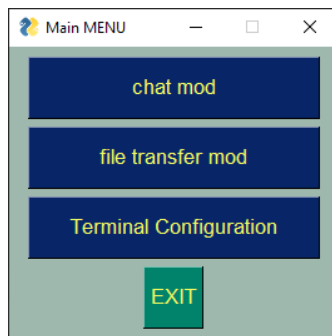 Main MENU
chat mod
file transfer mod
Terminal Configuration
EXIT